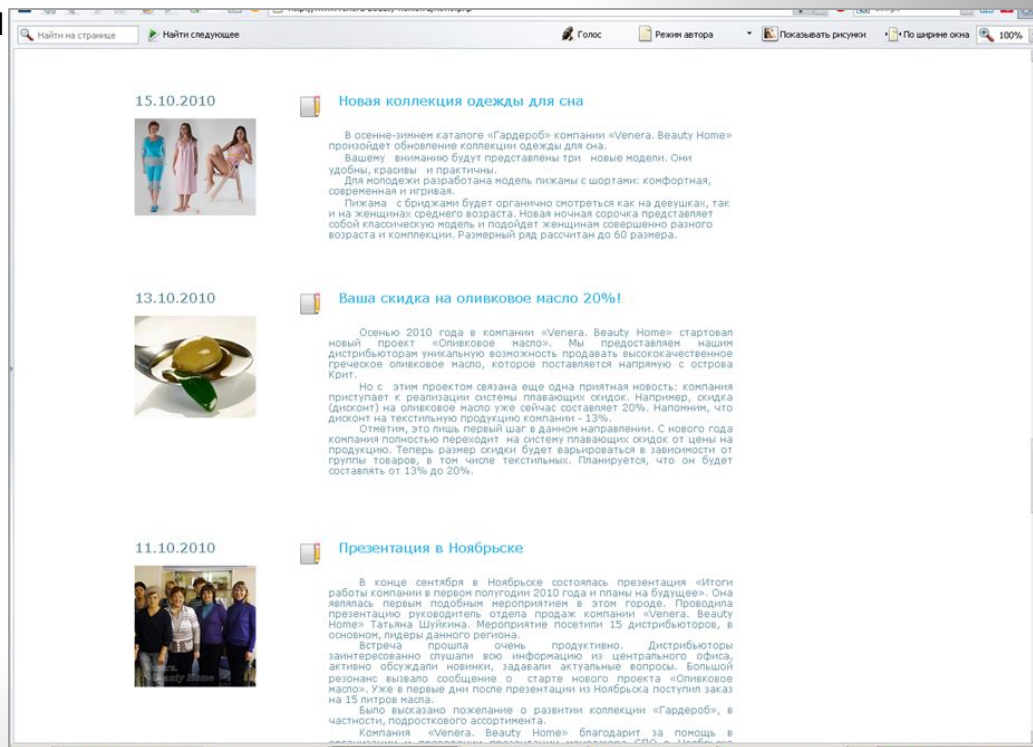 Найти на странице
Найти следующее
Голос
Режим автора
Показывать рисунки
По ширине окна
100%
15.10.2010
Новая коллекция одежды для сна
В осенне-зимнем каталоге «Гардероб» компании «Venera. Beauty Home»
произойдет обновление коллекции одежды для сна.
Вашему вниманию будут представлены три новые модели. Они
удобны, красивы и практичны.
Для молодежи разработана модель пижамы с шортами: комфортная,
современная и игривая.
Пижама с бриджами будет органично смотреться как на девушках, так
и на женщинах среднего возраста. Новая ночная сорочка представляет
собой классическую модель и подойдет женщинам совершенно разного
возраста и комплекции. Размерный ряд рассчитан до 60 размера.
13.10.2010
Ваша скидка на оливковое масло 20%!
Осенью 2010 года в компании «Venera. Beauty Home» стартовал
новый проект «Оливковое масло». Мы предоставляем нашим
дистрибьюторам уникальную возможность продавать высококачественное
греческое оливковое масло, которое поставляется напрямую с острова
Крит.
Но с этим проектом связана еще одна приятная новость: компания
приступает к реализации системы плавающих скидок. Например, скидка
(дисконт) на оливковое масло уже сейчас составляет 20%. Напомним, что
дисконт на текстильную продукцию компании - 13%.
Отметим, это лишь первый шаг в данном направлении. С нового года
компания полностью переходит на систему плавающих скидок от цены на
продукцию. Теперь размер скидки будет варьироваться в зависимости от
группы товаров, в том числе текстильных. Планируется, что он будет
составлять от 13% до 20%.
11.10.2010
Презентация в Ноябрьске
В конце сентября в Ноябрьске состоялась презентация «Итоги
работы компании в первом полугодии 2010 года и планы на будущее». Она
являлась первым подобным мероприятием в этом городе. Проводила
презентацию руководитель отдела продаж компании «Venera. Beauty
Home» Татьяна Шуйкина. Мероприятие посетили 15 дистрибьюторов, в
основном, лидеры данного региона.
Встреча прошла очень продуктивно. Дистрибьюторы
заинтересованно слушали всю информацию из центрального офиса,
активно обсуждали новинки, задавали актуальные вопросы. Большой
резонанс вызвало сообщение о старте нового проекта «Оливковое
масло». Уже в первые дни после презентации из Ноябрьска поступил заказ
на 15 литров масла.
Было высказано пожелание о развитии коллекции «Гардероб», в
частности, подросткового ассортимента.
Компания «Venera. Beauty Home» благодарит за помощь в